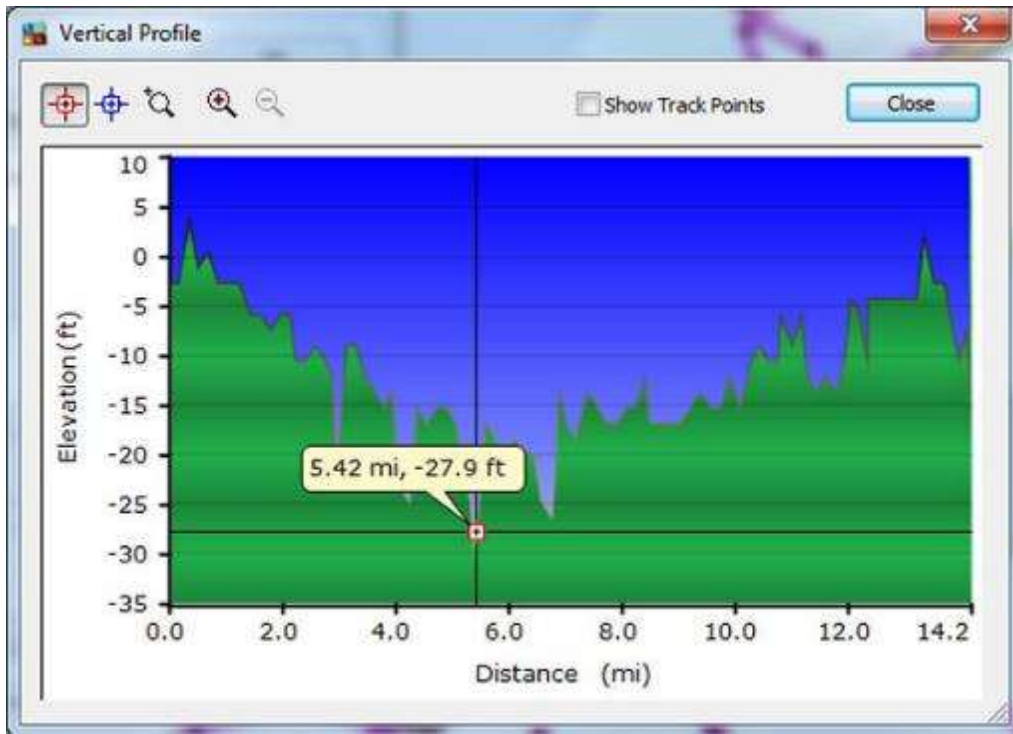 Vertical Profile
Show Track Points
Close
10
5
0
-5
-10
-15
-20
-25
-30
-35
Elevation (ft)
5.42 mi, -27.9 ft
0.0 2.0 4.0 6.0 8.0 10.0 12.0 14.2
Distance (mi)